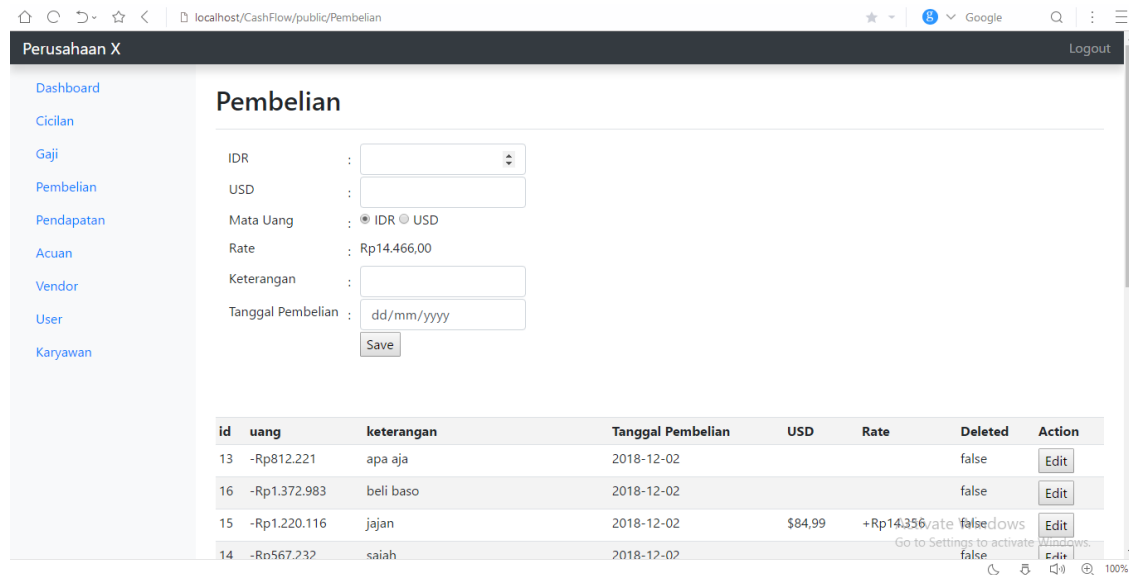 localhost/CashFlow/public/Pembelian
Google
Perusahaan X
Logout
Dashboard
Cicilan
Gaji
Pembelian
Pendapatan
Acuan
Vendor
User
Karyawan
Pembelian
IDR :
USD :
Mata Uang : IDR USD
Rate : Rp14.466,00
Keterangan :
Tanggal Pembelian : dd/mm/yyyy
Save
id uang keterangan Tanggal Pembelian USD Rate Deleted Action
13 -Rp812.221 apa aja 2018-12-02 false Edit
16 -Rp1.372.983 beli baso 2018-12-02 false Edit
15 -Rp1.220.116 jajan 2018-12-02 $84,99 +Rp14.356 false Edit
Activate Windows
Go to Settings to activate Windows.
14 -Rp567.232 sajah 2018-12-02 false Edit
100%